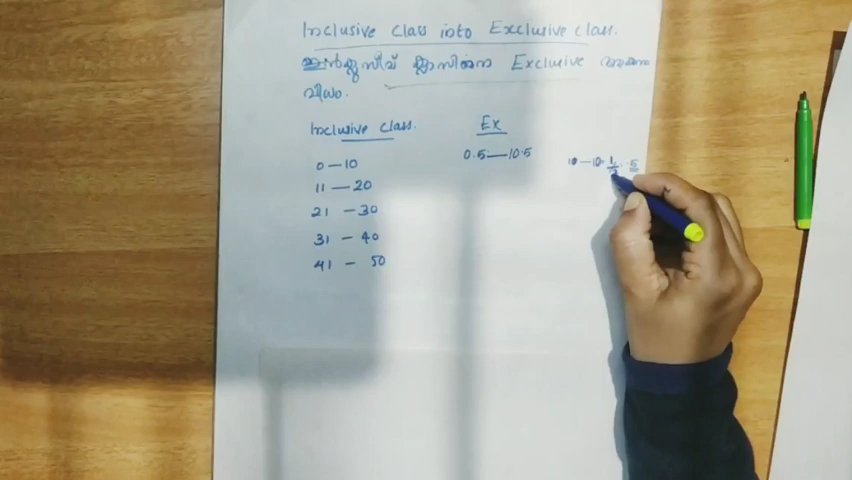 Inclusive class into Exclusive class.
ഇൻക്ലുസീവ് ക്ലാസിനെ Exclusive ആക്കുന്ന
വിധം.
Inclusive class. Ex
0 — 10 0.5 — 10.5
11 — 20
21 — 30
31 — 40
41 — 50